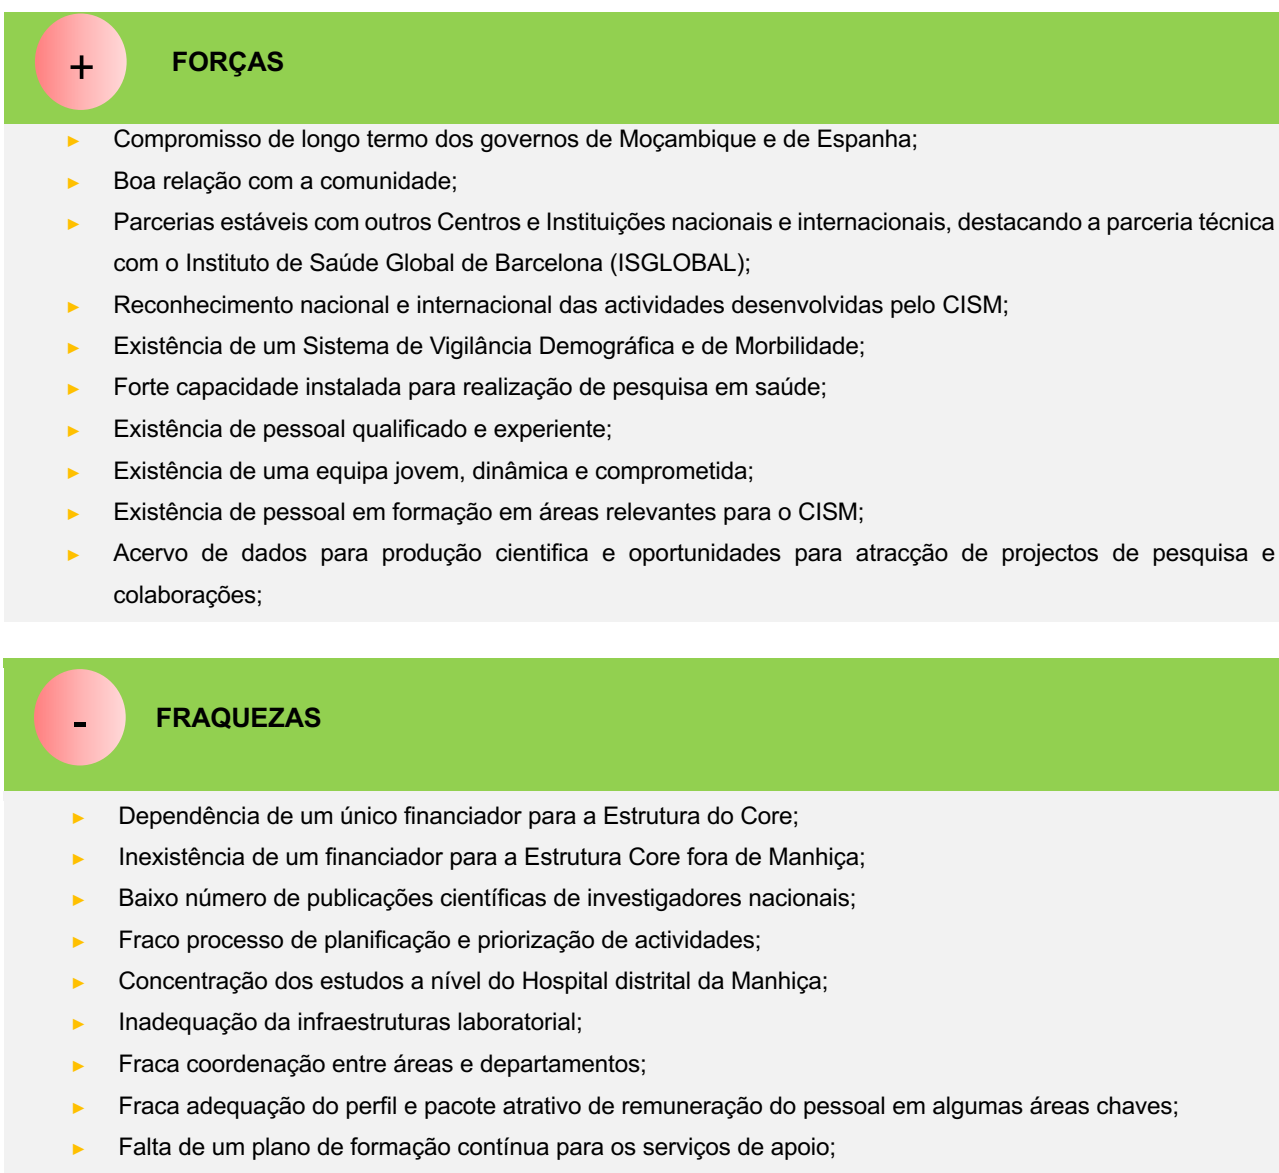 +
FORÇAS
► Compromisso de longo termo dos governos de Moçambique e de Espanha;
► Boa relação com a comunidade;
► Parcerias estáveis com outros Centros e Instituições nacionais e internacionais, destacando a parceria técnica
com o Instituto de Saúde Global de Barcelona (ISGLOBAL);
► Reconhecimento nacional e internacional das actividades desenvolvidas pelo CISM;
► Existência de um Sistema de Vigilância Demográfica e de Morbilidade;
► Forte capacidade instalada para realização de pesquisa em saúde;
► Existência de pessoal qualificado e experiente;
► Existência de uma equipa jovem, dinâmica e comprometida;
► Existência de pessoal em formação em áreas relevantes para o CISM;
► Acervo de dados para produção cientifica e oportunidades para atracção de projectos de pesquisa e
colaborações;
-
FRAQUEZAS
► Dependência de um único financiador para a Estrutura do Core;
► Inexistência de um financiador para a Estrutura Core fora de Manhiça;
► Baixo número de publicações científicas de investigadores nacionais;
► Fraco processo de planificação e priorização de actividades;
► Concentração dos estudos a nível do Hospital distrital da Manhiça;
► Inadequação da infraestruturas laboratorial;
► Fraca coordenação entre áreas e departamentos;
► Fraca adequação do perfil e pacote atrativo de remuneração do pessoal em algumas áreas chaves;
► Falta de um plano de formação contínua para os serviços de apoio;